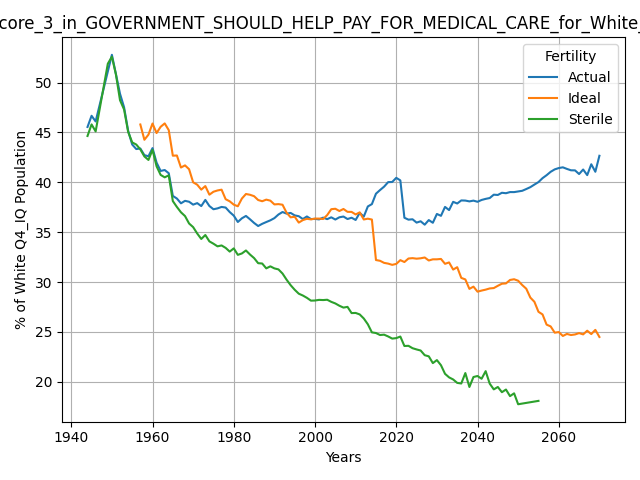 core_3_in_GOVERNMENT_SHOULD_HELP_PAY_FOR_MEDICAL_CARE_for_White_
Fertility
Actual
Ideal
Sterile
% of White Q4_IQ Population
50
45
40
35
30
25
20
1940
1960
1980
2000
2020
2040
2060
Years